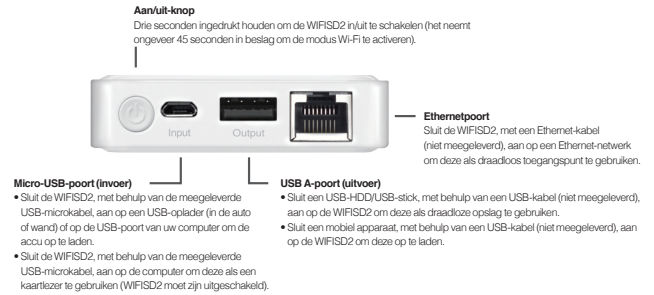 Aan/uit-knop
Drie seconden ingedrukt houden om de WIFISD2 in/uit te schakelen (het neemt
ongeveer 45 seconden in beslag om de modus Wi-Fi te activeren).
Input
Output
Ethernetpoort
Sluit de WIFISD2, met een Ethernet-kabel
(niet meegeleverd), aan op een Ethernet-netwerk
om deze als draadloos toegangspunt te gebruiken.
Micro-USB-poort (invoer)
• Sluit de WIFISD2, met behulp van de meegeleverde
USB-microkabel, aan op een USB-oplader (in de auto
of wand) of op de USB-poort van uw computer om de
accu op te laden.
• Sluit de WIFISD2, met behulp van de meegeleverde
USB-microkabel, aan op de computer om deze als een
kaartlezer te gebruiken (WIFISD2 moet zijn uitgeschakeld).
USB A-poort (uitvoer)
• Sluit een USB-HDD/USB-stick, met behulp van een USB-kabel (niet meegeleverd),
aan op de WIFISD2 om deze als draadloze opslag te gebruiken.
• Sluit een mobiel apparaat, met behulp van een USB-kabel (niet meegeleverd), aan
op de WIFISD2 om deze op te laden.